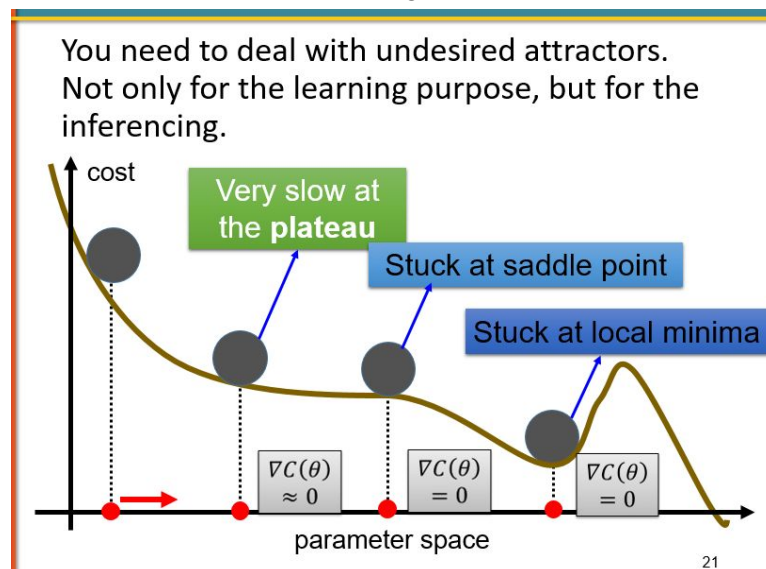 You need to deal with undesired attractors.
Not only for the learning purpose, but for the
inferencing.
cost
Very slow at
the plateau
Stuck at saddle point
Stuck at local minima
∇C(θ)
≈ 0
∇C(θ)
= 0
∇C(θ)
= 0
parameter space
21